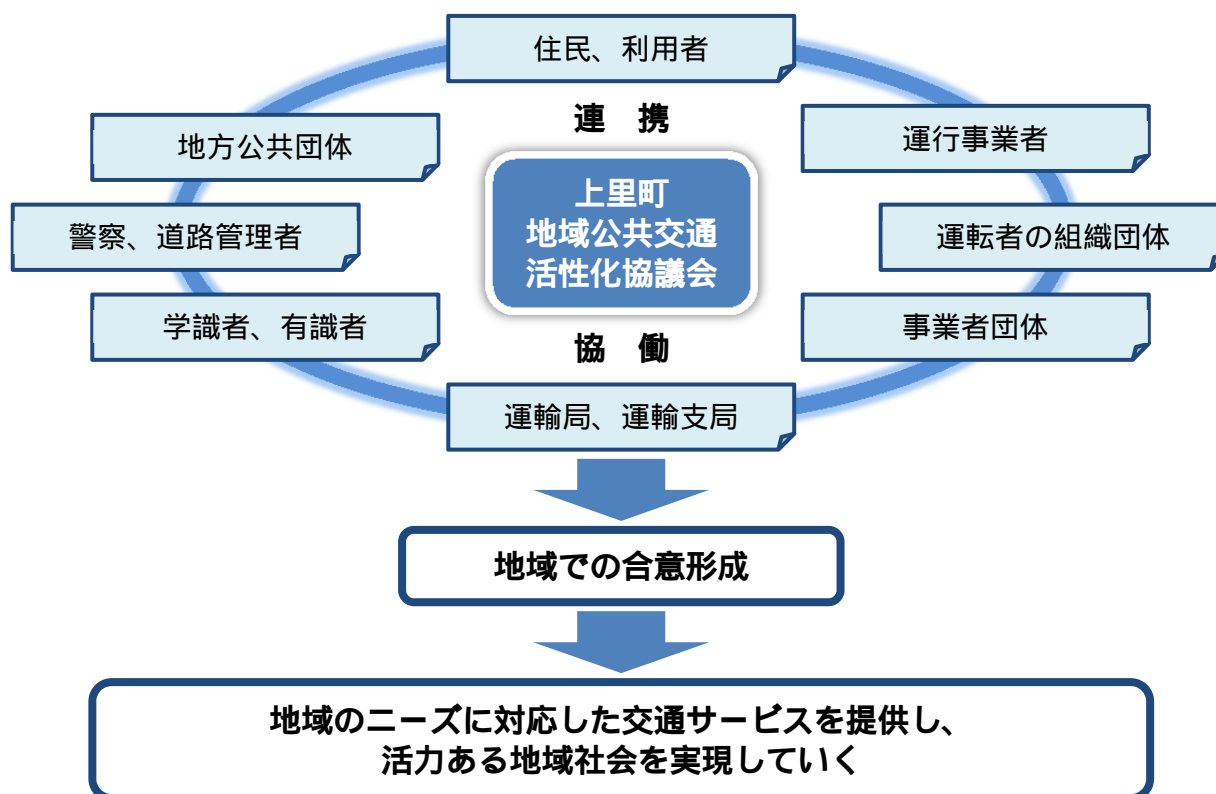 住民、利用者
連 携
地方公共団体
運行事業者
上里町
地域公共交通
活性化協議会
警察、道路管理者
運転者の組織団体
学識者、有識者
事業者団体
協 働
運輸局、運輸支局
地域での合意形成
地域のニーズに対応した交通サービスを提供し、
活力ある地域社会を実現していく